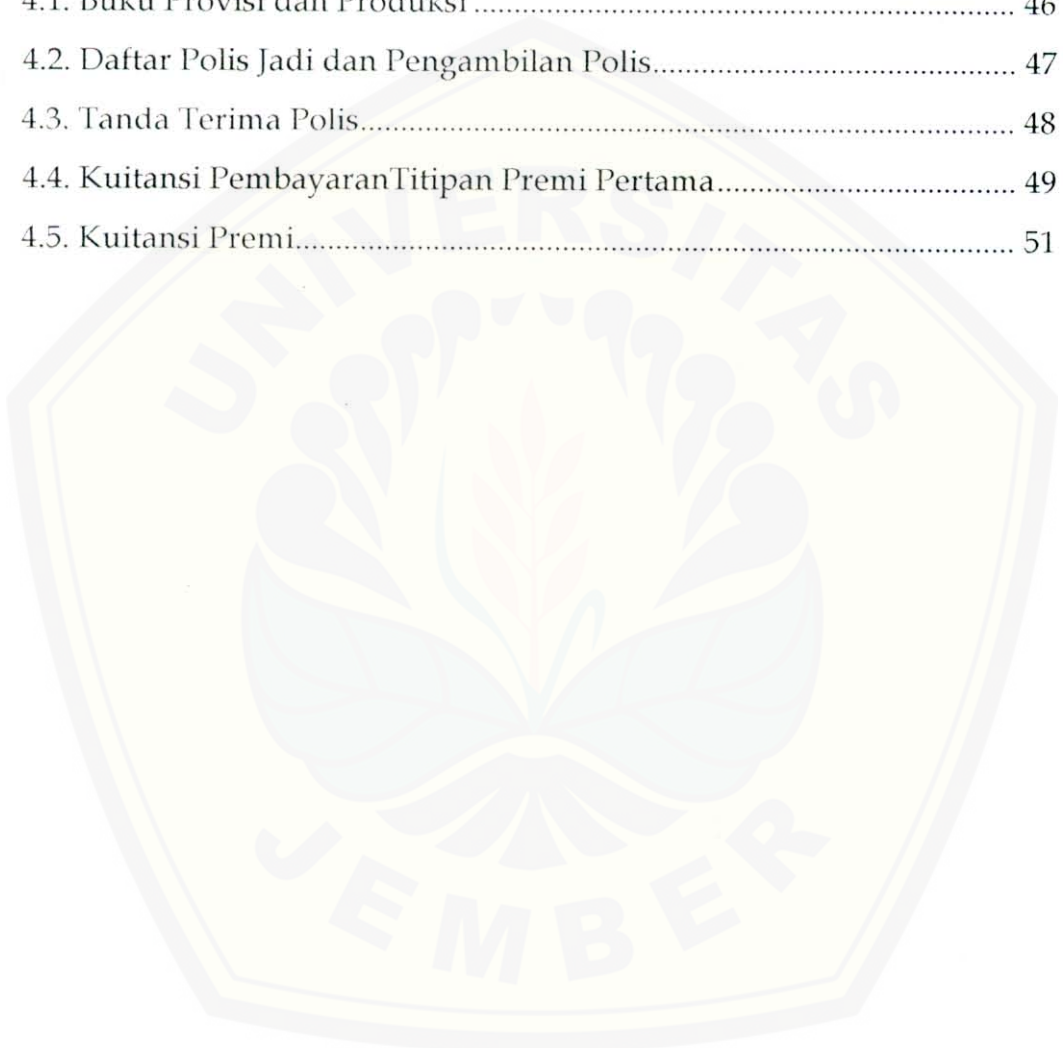 4.1. Buku Provisi dan Produksi ........ 46
4.2. Daftar Polis Jadi dan Pengambilan Polis ........ 47
4.3. Tanda Terima Polis ........ 48
4.4. Kuitansi PembayaranTitipan Premi Pertama ........ 49
4.5. Kuitansi Premi ........ 51
UNIVERSITAS
JEMBER